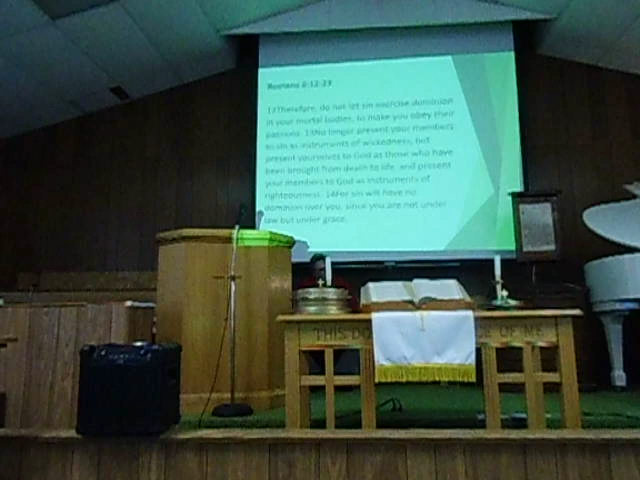 Romans 6:12-23
12Therefore, do not let sin exercise dominion
in your mortal bodies, to make you obey their
passions. 13No longer present your members
to sin as instruments of wickedness, but
present yourselves to God as those who have
been brought from death to life, and present
your members to God as instruments of
righteousness. 14For sin will have no
dominion over you, since you are not under
law but under grace.
THIS DO CE OF ME